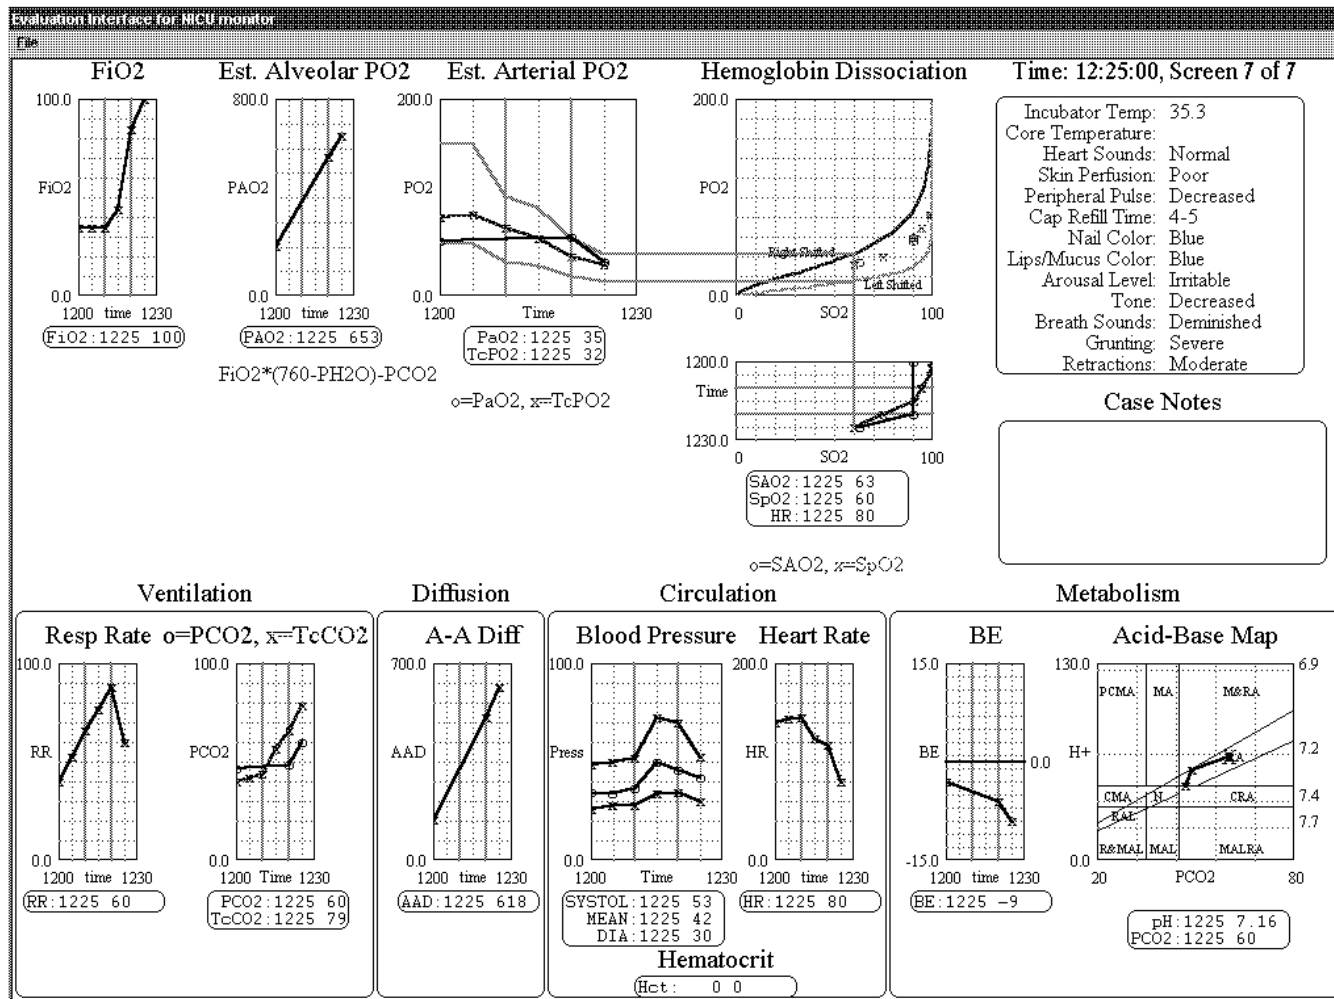 Evaluation Interface for NICU monitor
File
FiO2
Est. Alveolar PO2
Est. Arterial PO2
Hemoglobin Dissociation
Time: 12:25:00, Screen 7 of 7
100.0
FiO2
0.0
1200 time 1230
FiO2:1225 100
800.0
PAO2
0.0
1200 time 1230
PAO2:1225 653
FiO2*(760-PH2O)-PCO2
200.0
PO2
0.0
1200 Time 1230
PaO2:1225 35
TcPO2:1225 32
o=PaO2, x=TcPO2
200.0
PO2
Right Shifted
Left Shifted
0.0
0 SO2 100
1200.0
Time
1230.0
0 SO2 100
SAO2:1225 63
SpO2:1225 60
HR:1225 80
o=SAO2, x=SpO2
Incubator Temp: 35.3
Core Temperature:
Heart Sounds: Normal
Skin Perfusion: Poor
Peripheral Pulse: Decreased
Cap Refill Time: 4-5
Nail Color: Blue
Lips/Mucus Color: Blue
Arousal Level: Irritable
Tone: Decreased
Breath Sounds: Deminished
Grunting: Severe
Retractions: Moderate
Case Notes
Ventilation
Resp Rate
o=PCO2, x=TcCO2
100.0
RR
0.0
1200 time 1230
RR:1225 60
100.0
PCO2
0.0
1200 time 1230
PCO2:1225 60
TcCO2:1225 79
Diffusion
A-A Diff
700.0
AAD
0.0
1200 time 1230
AAD:1225 618
Circulation
Blood Pressure
Heart Rate
100.0
Press
0.0
1200 Time 1230
SYSTOL:1225 53
MEAN:1225 42
DIA:1225 30
200.0
HR
0.0
1200 time 1230
HR:1225 80
Hematocrit
Hct: 0 0
Metabolism
BE
Acid-Base Map
15.0
BE
0.0
-15.0
1200 time 1230
BE:1225 -9
130.0
H+
0.0
PCMA MA M&RA
CMA N CRA
RAL
R&MAL MAL MALRA
6.9
7.2
7.4
7.7
20 PCO2 80
pH:1225 7.16
PCO2:1225 60